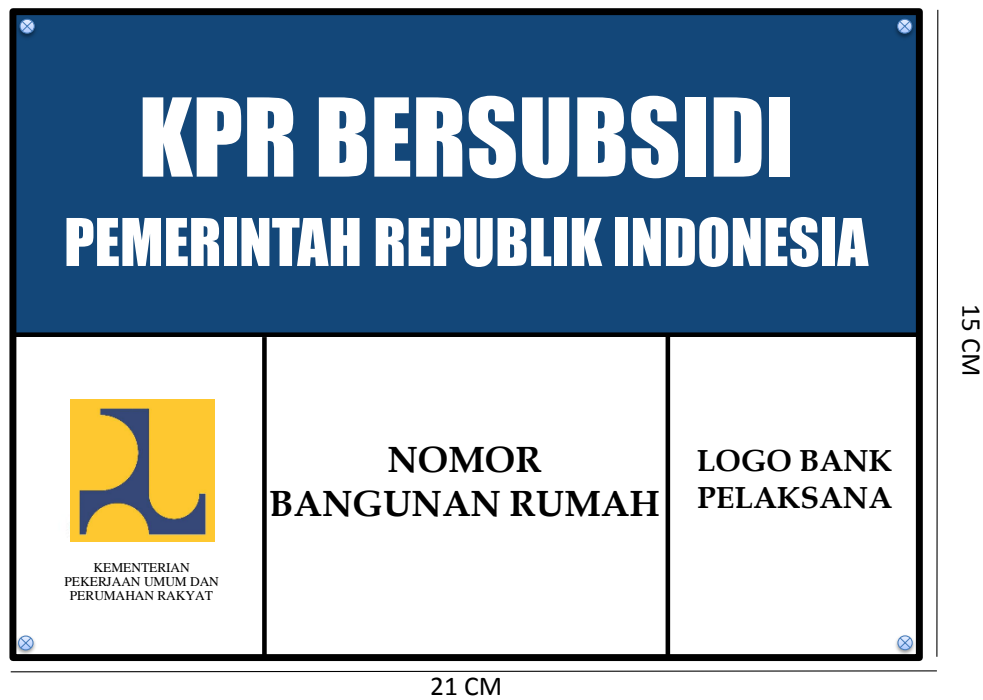 KPR BERSUBSIDI
PEMERINTAH REPUBLIK INDONESIA
KEMENTERIAN
PEKERJAAN UMUM DAN
PERUMAHAN RAKYAT
NOMOR
BANGUNAN RUMAH
LOGO BANK
PELAKSANA
15 CM
21 CM